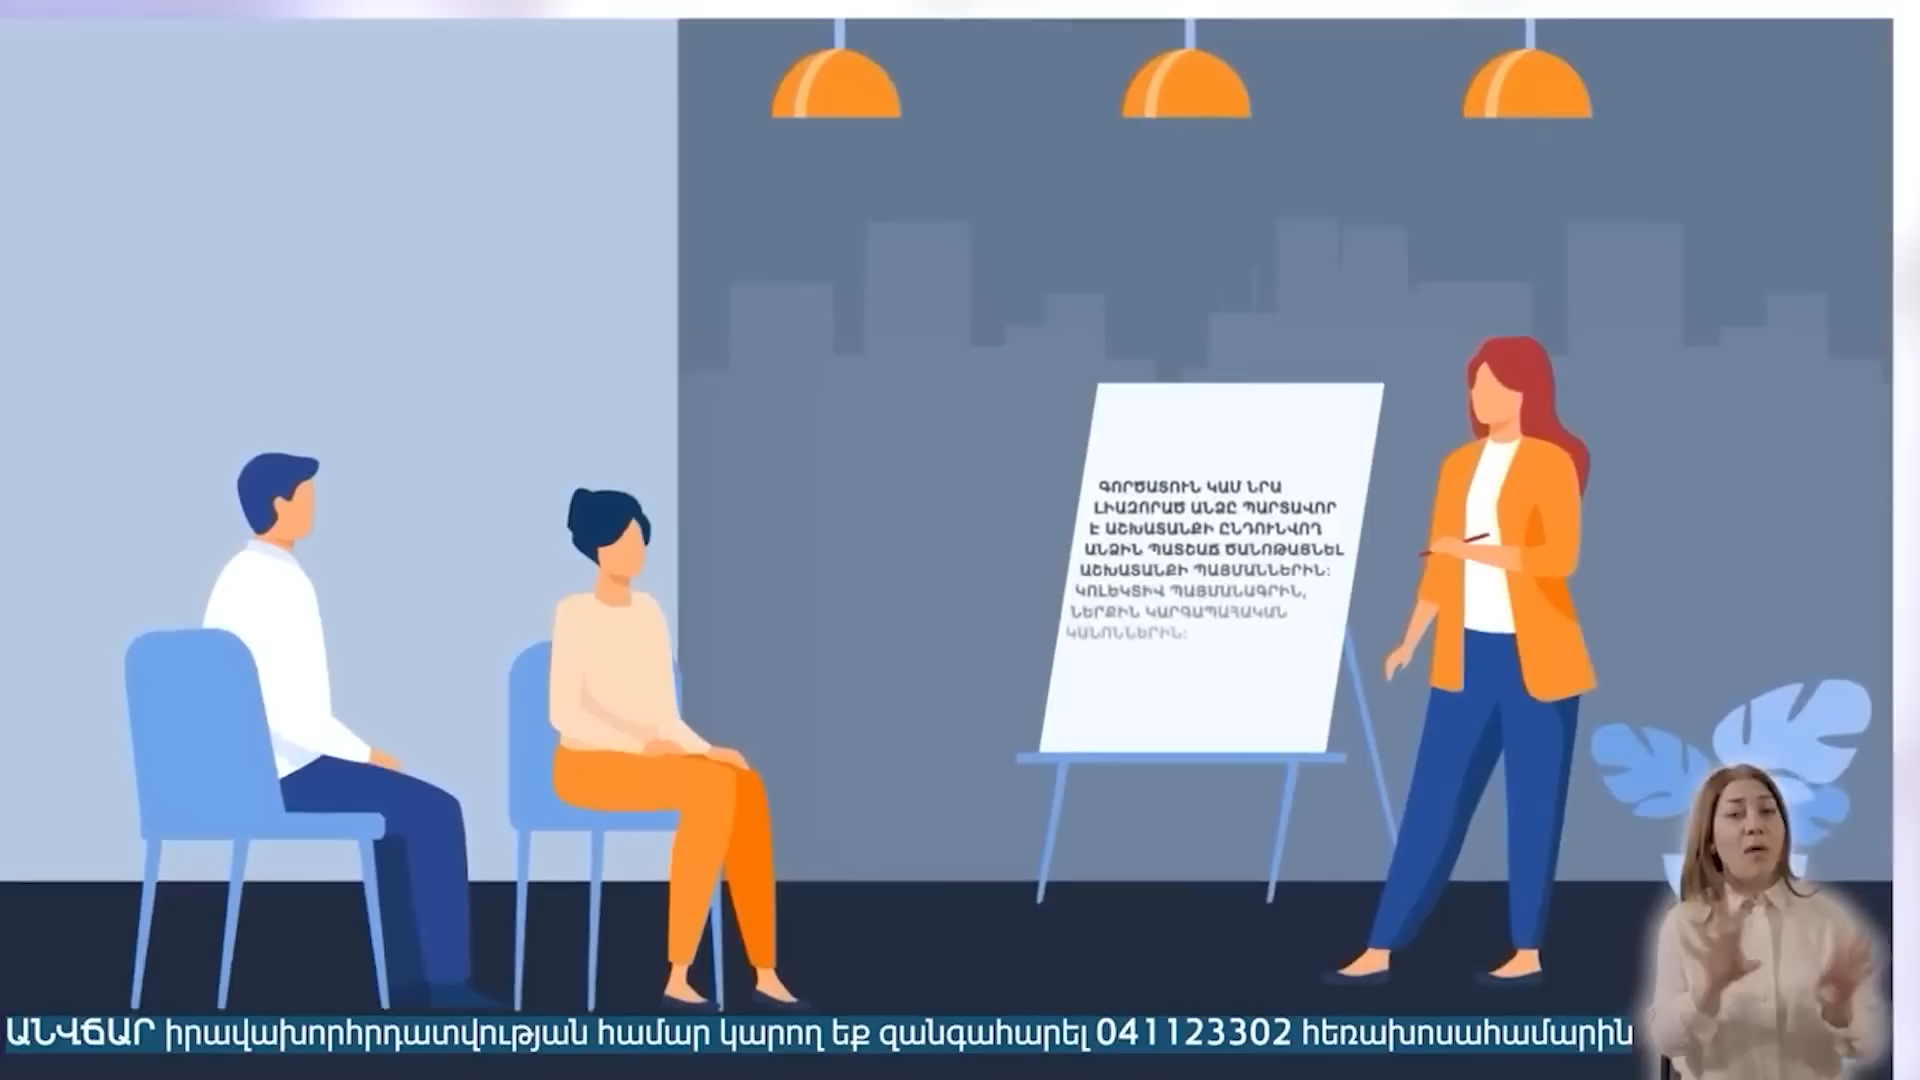 ԳՈՐԾԱՏՈՒՆ ԿԱՄ ՆՐԱ
ԼԻԱԶՈՐԱԾ ԱՆՁԸ ՊԱՐՏԱՎՈՐ
Է ԱՇԽԱՏԱՆՔԻ ԸՆԴՈՒՆՎՈՂ
ԱՆՁԻՆ ՊԱՏՇԱՃ ԾԱՆՈԹԱՑՆԵԼ
ԱՇԽԱՏԱՆՔԻ ՊԱՅՄԱՆՆԵՐԻՆ:
ԿՈԼԵԿՏԻՎ ՊԱՅՄԱՆԱԳՐԻՆ,
ՆԵՐՔԻՆ ԿԱՐԳԱՊԱՀԱԿԱՆ
ԿԱՆՈՆՆԵՐԻՆ:
ԱՆՎՃԱՐ իրավախորհրդատվության համար կարող եք զանգահարել 041123302 հեռախոսահամարին